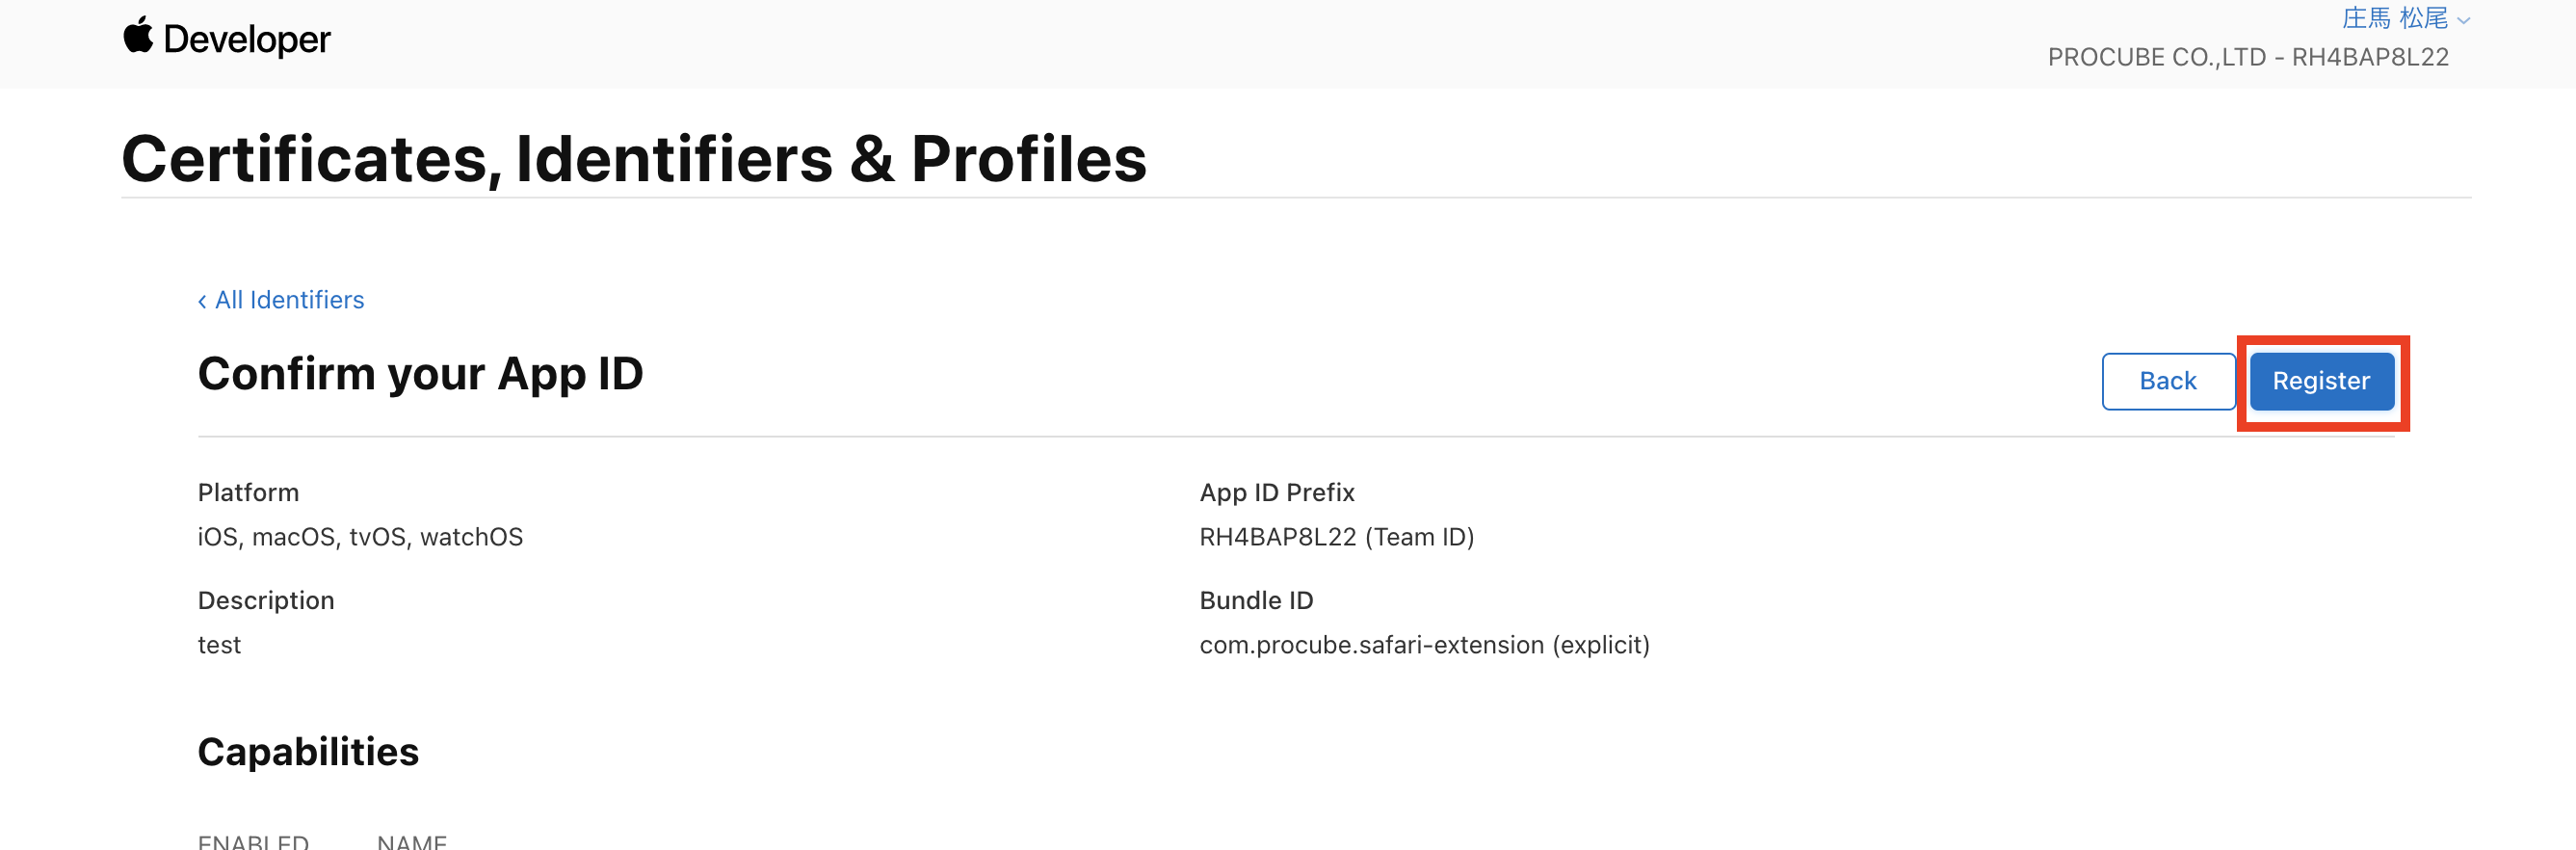 Developer
庄馬 松尾
PROCUBE CO.,LTD - RH4BAP8L22
Certificates, Identifiers & Profiles
‹ All Identifiers
Confirm your App ID
Back
Register
Platform
App ID Prefix
iOS, macOS, tvOS, watchOS
RH4BAP8L22 (Team ID)
Description
Bundle ID
test
com.procube.safari-extension (explicit)
Capabilities
ENABLED NAME